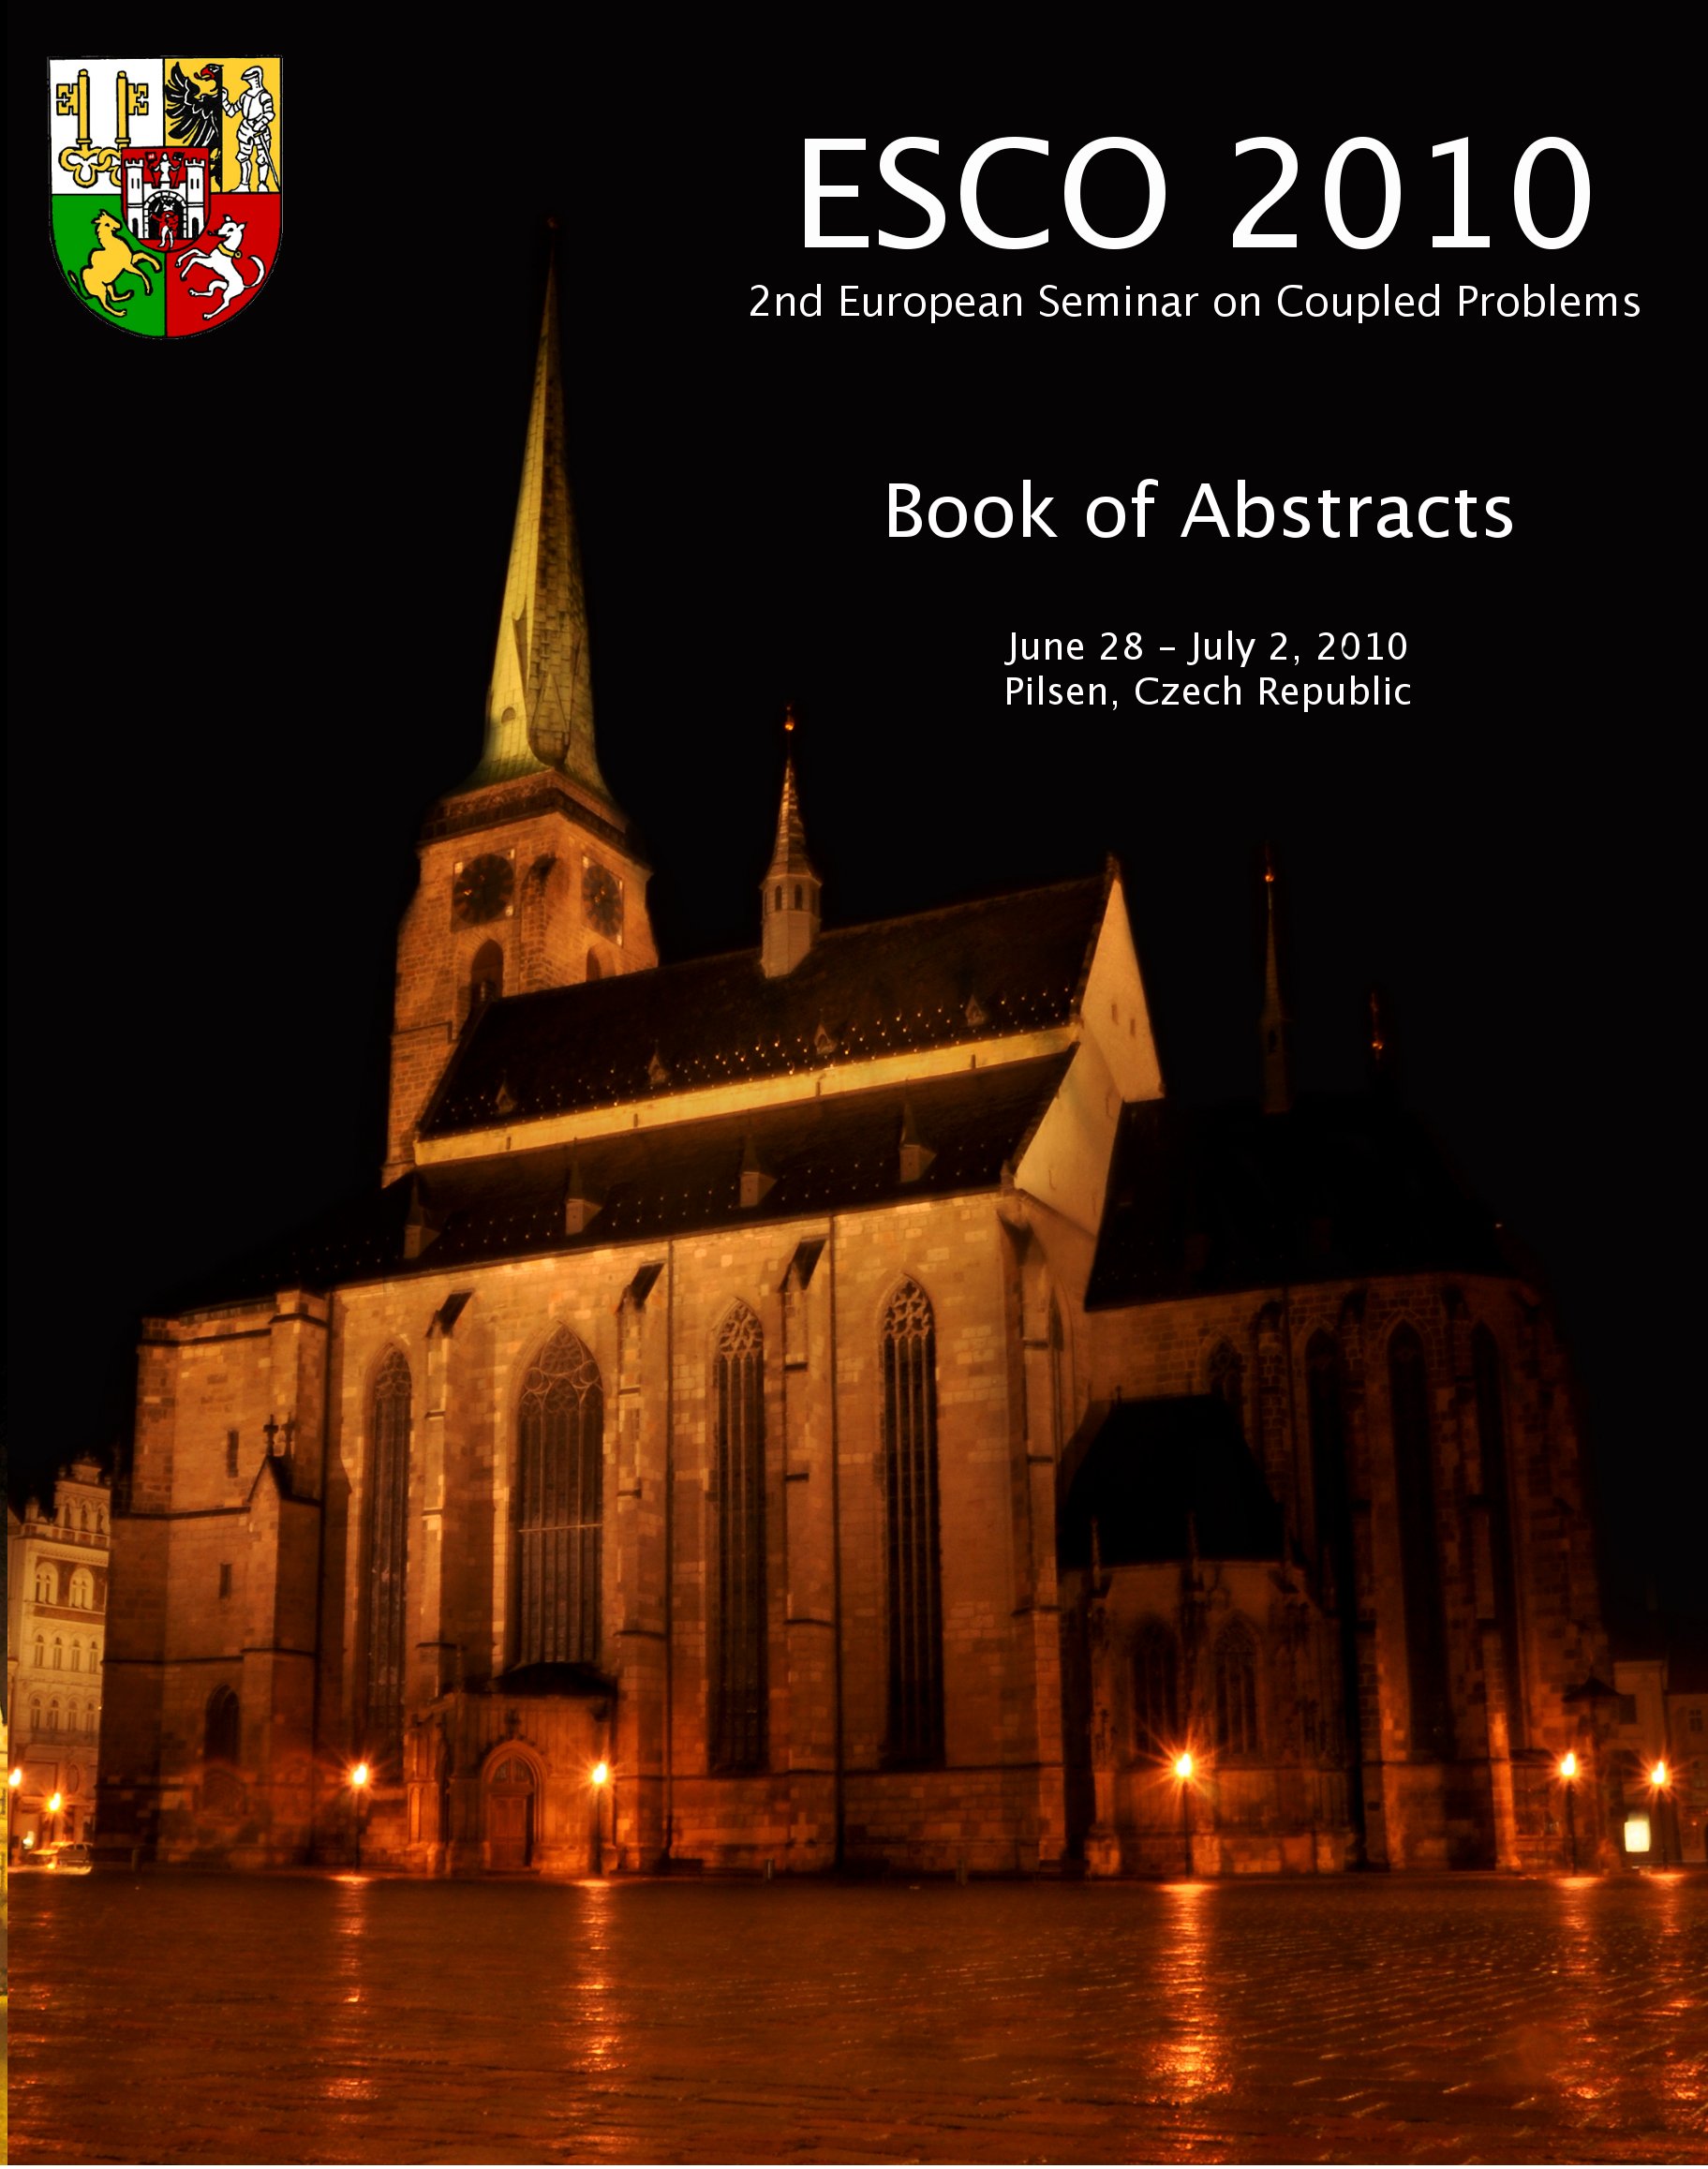 ESCO 2010
2nd European Seminar on Coupled Problems
Book of Abstracts
June 28 – July 2, 2010
Pilsen, Czech Republic